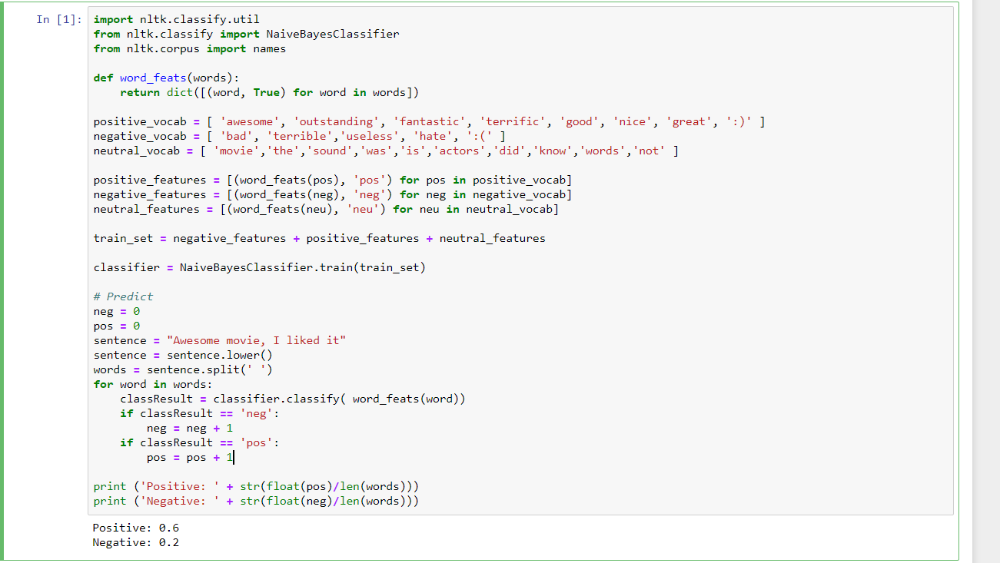 In [1]:
import nltk.classify.util
from nltk.classify import NaiveBayesClassifier
from nltk.corpus import names

def word_feats(words):
    return dict([(word, True) for word in words])

positive_vocab = [ 'awesome', 'outstanding', 'fantastic', 'terrific', 'good', 'nice', 'great', ':)' ]
negative_vocab = [ 'bad', 'terrible','useless', 'hate', ':(' ]
neutral_vocab = [ 'movie','the','sound','was','is','actors','did','know','words','not' ]

positive_features = [(word_feats(pos), 'pos') for pos in positive_vocab]
negative_features = [(word_feats(neg), 'neg') for neg in negative_vocab]
neutral_features = [(word_feats(neu), 'neu') for neu in neutral_vocab]

train_set = negative_features + positive_features + neutral_features

classifier = NaiveBayesClassifier.train(train_set)

# Predict
neg = 0
pos = 0
sentence = "Awesome movie, I liked it"
sentence = sentence.lower()
words = sentence.split(' ')
for word in words:
    classResult = classifier.classify( word_feats(word))
    if classResult == 'neg':
        neg = neg + 1
    if classResult == 'pos':
        pos = pos + 1

print ('Positive: ' + str(float(pos)/len(words)))
print ('Negative: ' + str(float(neg)/len(words)))

Positive: 0.6
Negative: 0.2